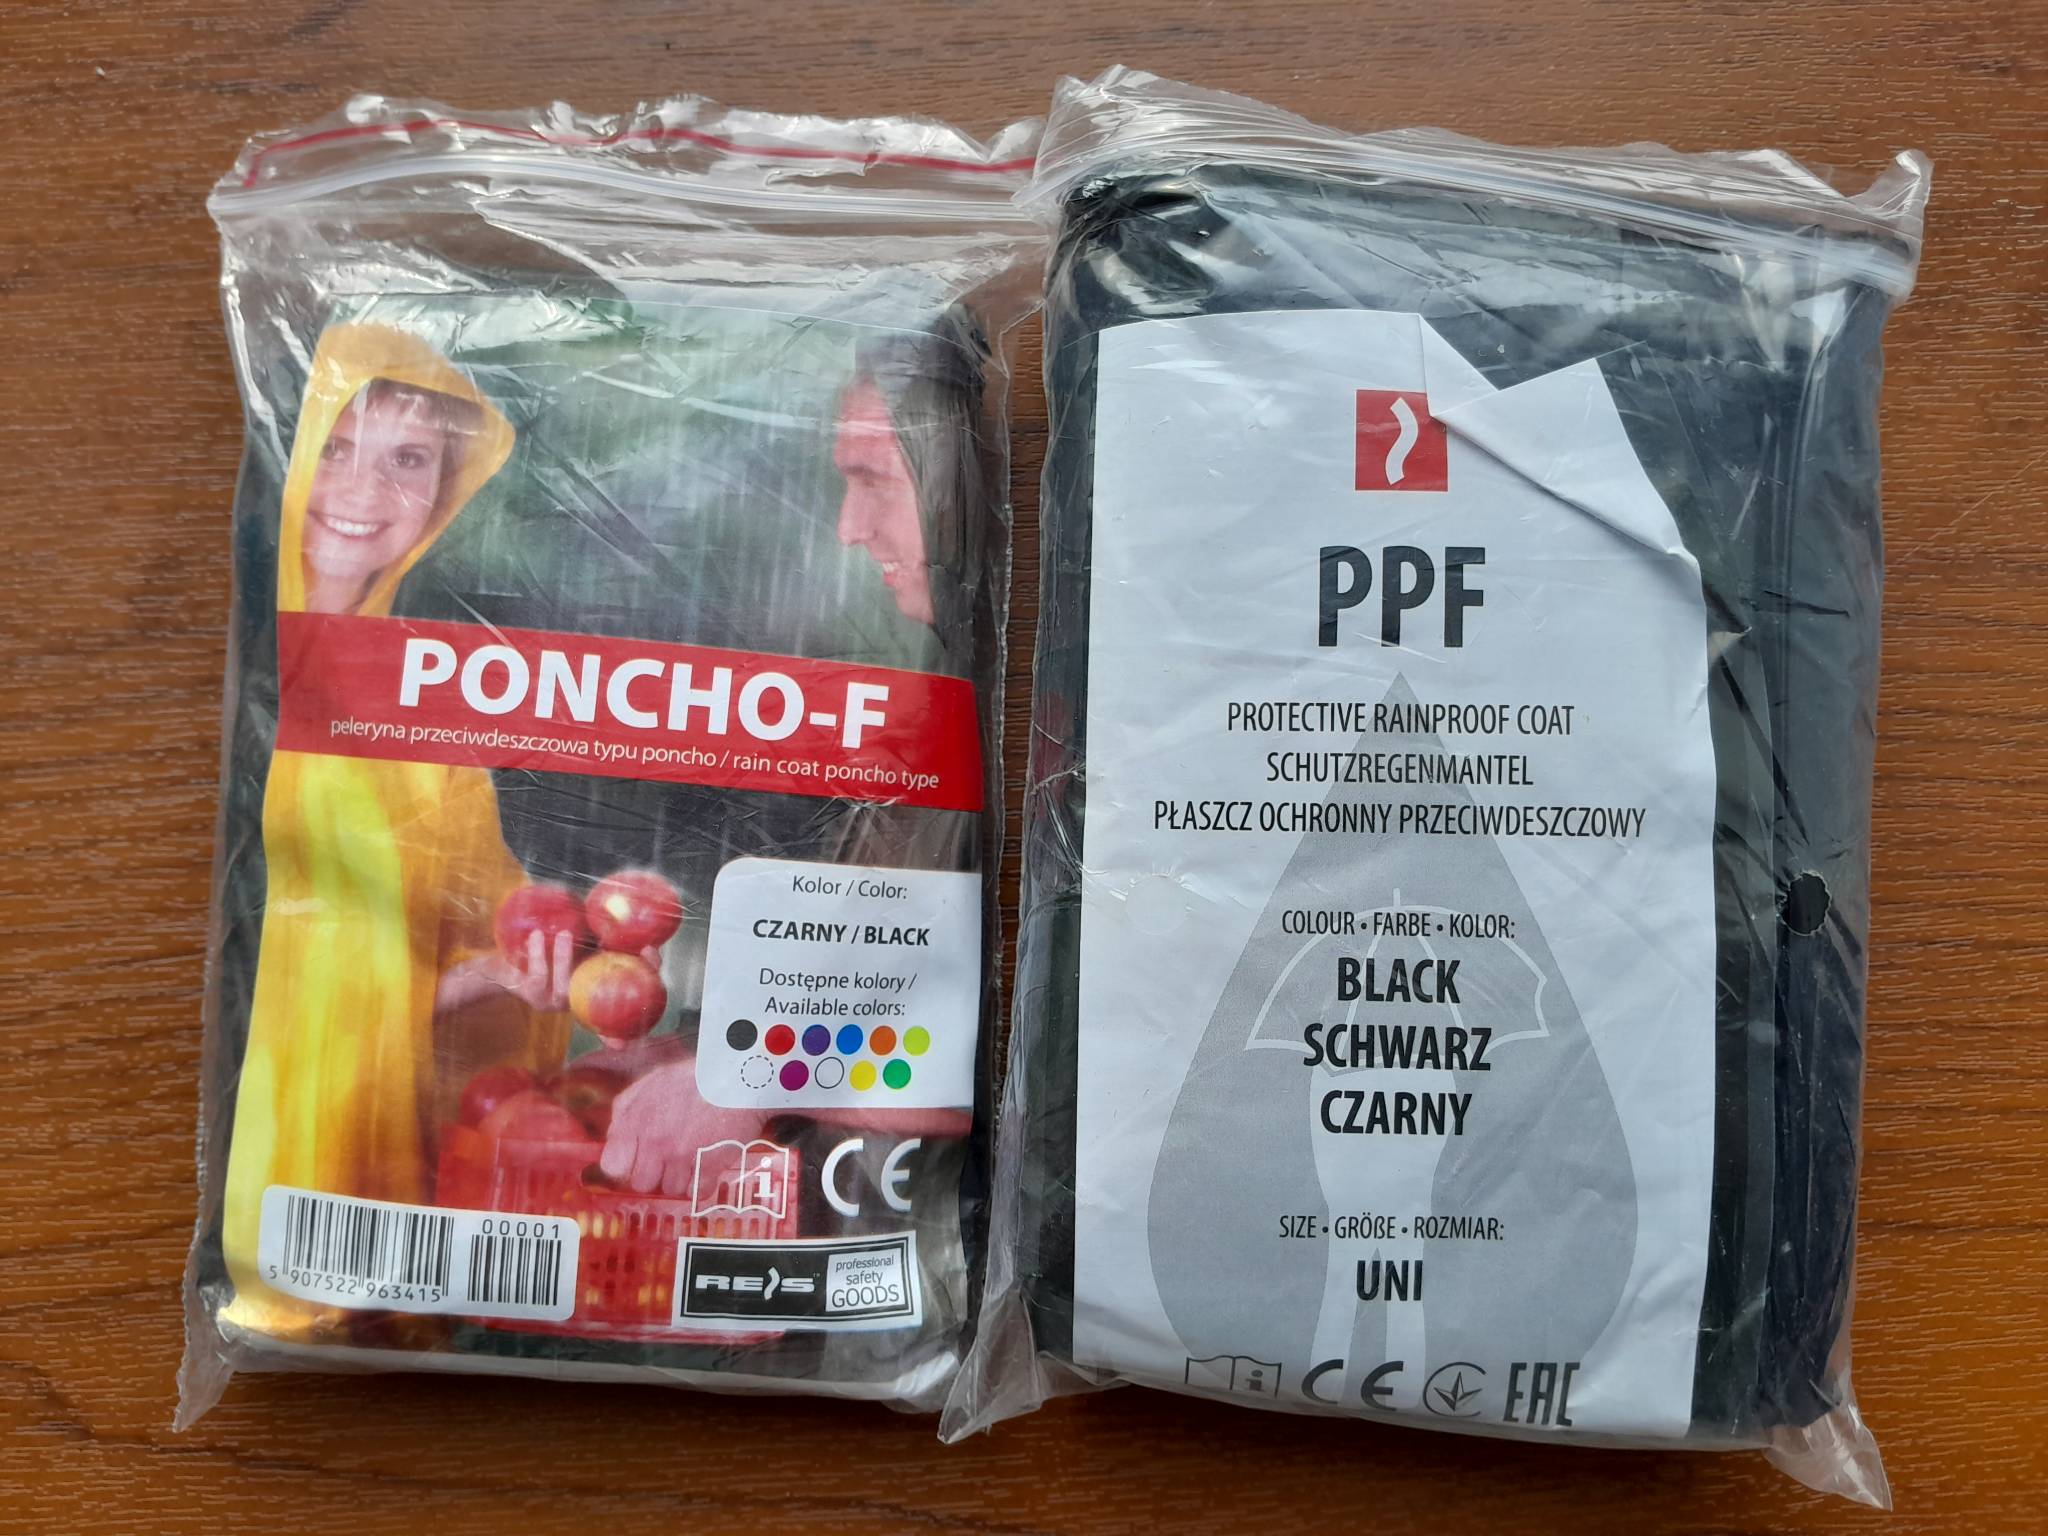 PONCHO-F
peleryna przeciwdeszczowa typu poncho / rain coat poncho type
Kolor / Color:
CZARNY / BLACK
Dostępne kolory /
Available colors:
i
CE
00001
5 907522 963415
REIS™
professional
safety
GOODS
PPF
PROTECTIVE RAINPROOF COAT
SCHUTZREGENMANTEL
PŁASZCZ OCHRONNY PRZECIWDESZCZOWY
COLOUR • FARBE • KOLOR:
BLACK
SCHWARZ
CZARNY
SIZE • GRÖßE • ROZMIAR:
UNI
i CE EAC